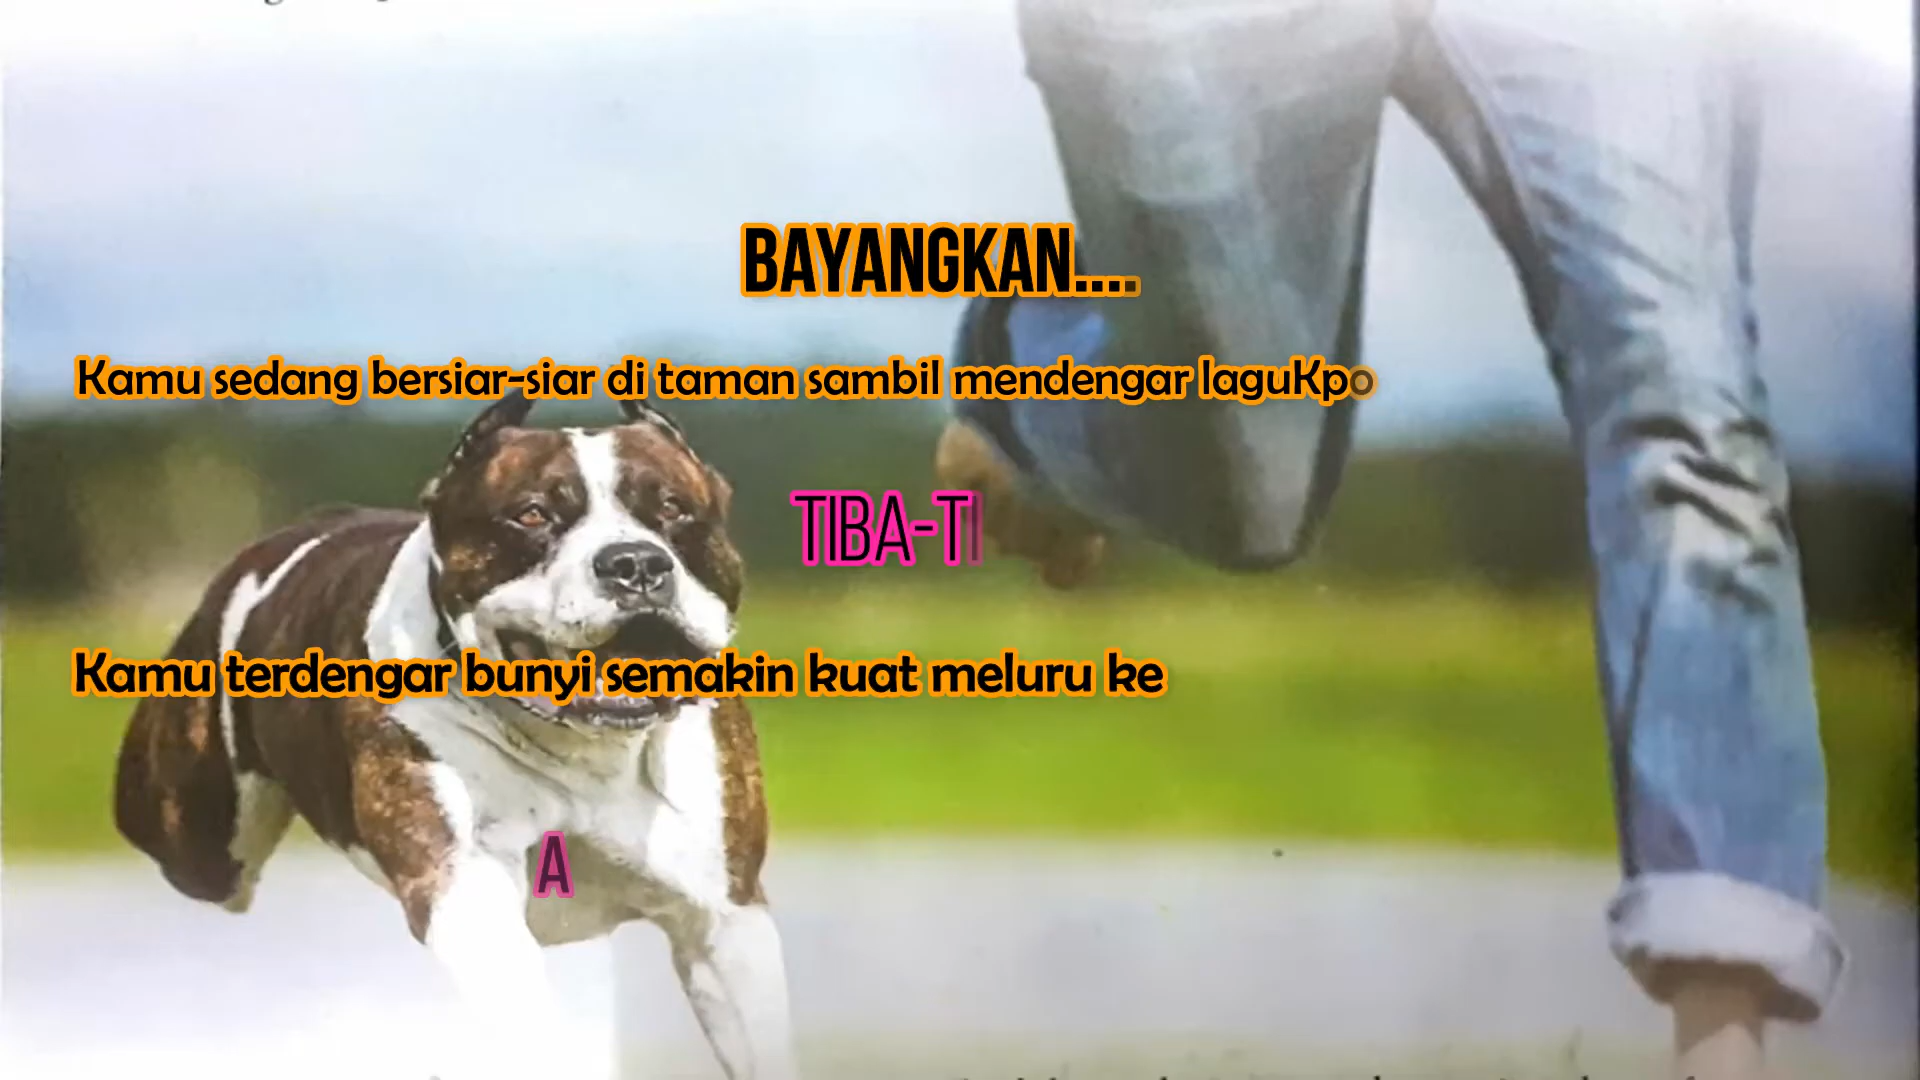 BAYANGKAN....
Kamu sedang bersiar-siar di taman sambil mendengar laguKpo
TIBA-TI
Kamu terdengar bunyi semakin kuat meluru ke
A